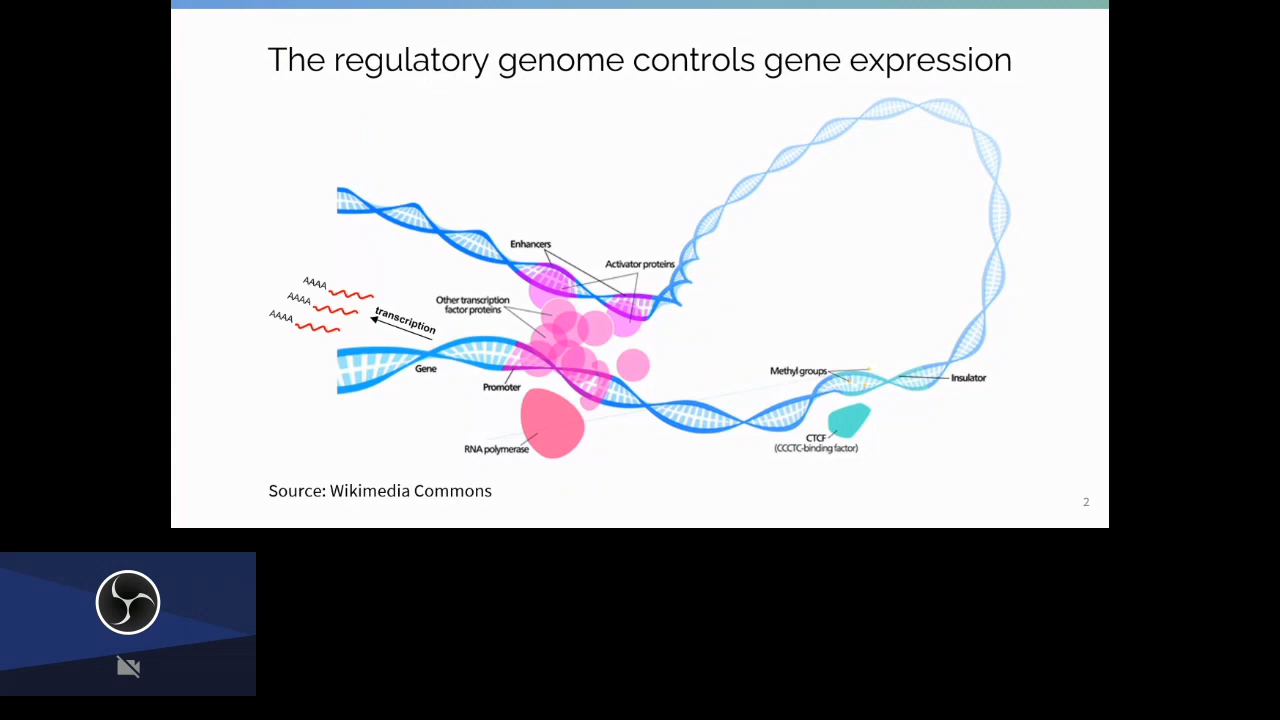 The regulatory genome controls gene expression
Enhancers
Activator proteins
AAAA
AAAA
AAAA
transcription
Other transcription
factor proteins
Gene
Promoter
RNA polymerase
Methyl groups
Insulator
CTCF
(CCCTC-binding factor)
Source: Wikimedia Commons
2